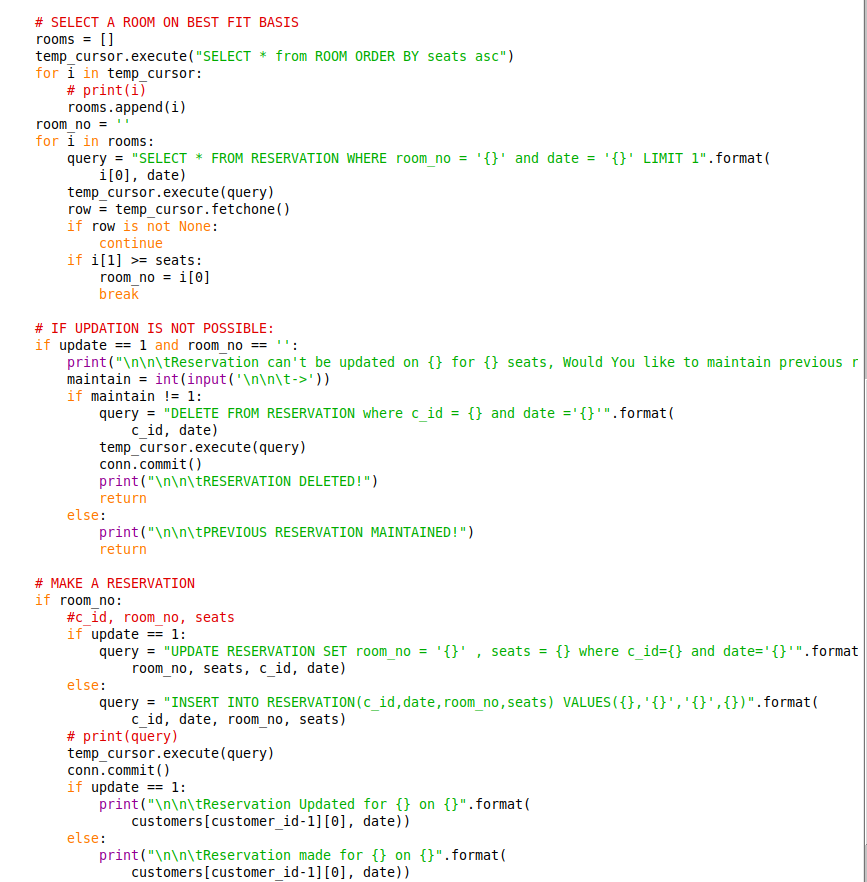 # SELECT A ROOM ON BEST FIT BASIS
rooms = []
temp_cursor.execute("SELECT * from ROOM ORDER BY seats asc")
for i in temp_cursor:
    # print(i)
    rooms.append(i)
room_no = ''
for i in rooms:
    query = "SELECT * FROM RESERVATION WHERE room_no = '{}' and date = '{}' LIMIT 1".format(
        i[0], date)
    temp_cursor.execute(query)
    row = temp_cursor.fetchone()
    if row is not None:
        continue
    if i[1] >= seats:
        room_no = i[0]
        break

# IF UPDATION IS NOT POSSIBLE:
if update == 1 and room_no == '':
    print("\n\n\tReservation can't be updated on {} for {} seats, Would You like to maintain previous r
    maintain = int(input('\n\n\t->'))
    if maintain != 1:
        query = "DELETE FROM RESERVATION where c_id = {} and date ='{}'".format(
            c_id, date)
        temp_cursor.execute(query)
        conn.commit()
        print("\n\n\tRESERVATION DELETED!")
        return
    else:
        print("\n\n\tPREVIOUS RESERVATION MAINTAINED!")
        return

# MAKE A RESERVATION
if room_no:
    #c_id, room_no, seats
    if update == 1:
        query = "UPDATE RESERVATION SET room_no = '{}' , seats = {} where c_id={} and date='{}'".format
            room_no, seats, c_id, date)
    else:
        query = "INSERT INTO RESERVATION(c_id,date,room_no,seats) VALUES({},'{}','{}',{})".format(
            c_id, date, room_no, seats)
    # print(query)
    temp_cursor.execute(query)
    conn.commit()
    if update == 1:
        print("\n\n\tReservation Updated for {} on {}".format(
            customers[customer_id-1][0], date))
    else:
        print("\n\n\tReservation made for {} on {}".format(
            customers[customer_id-1][0], date))